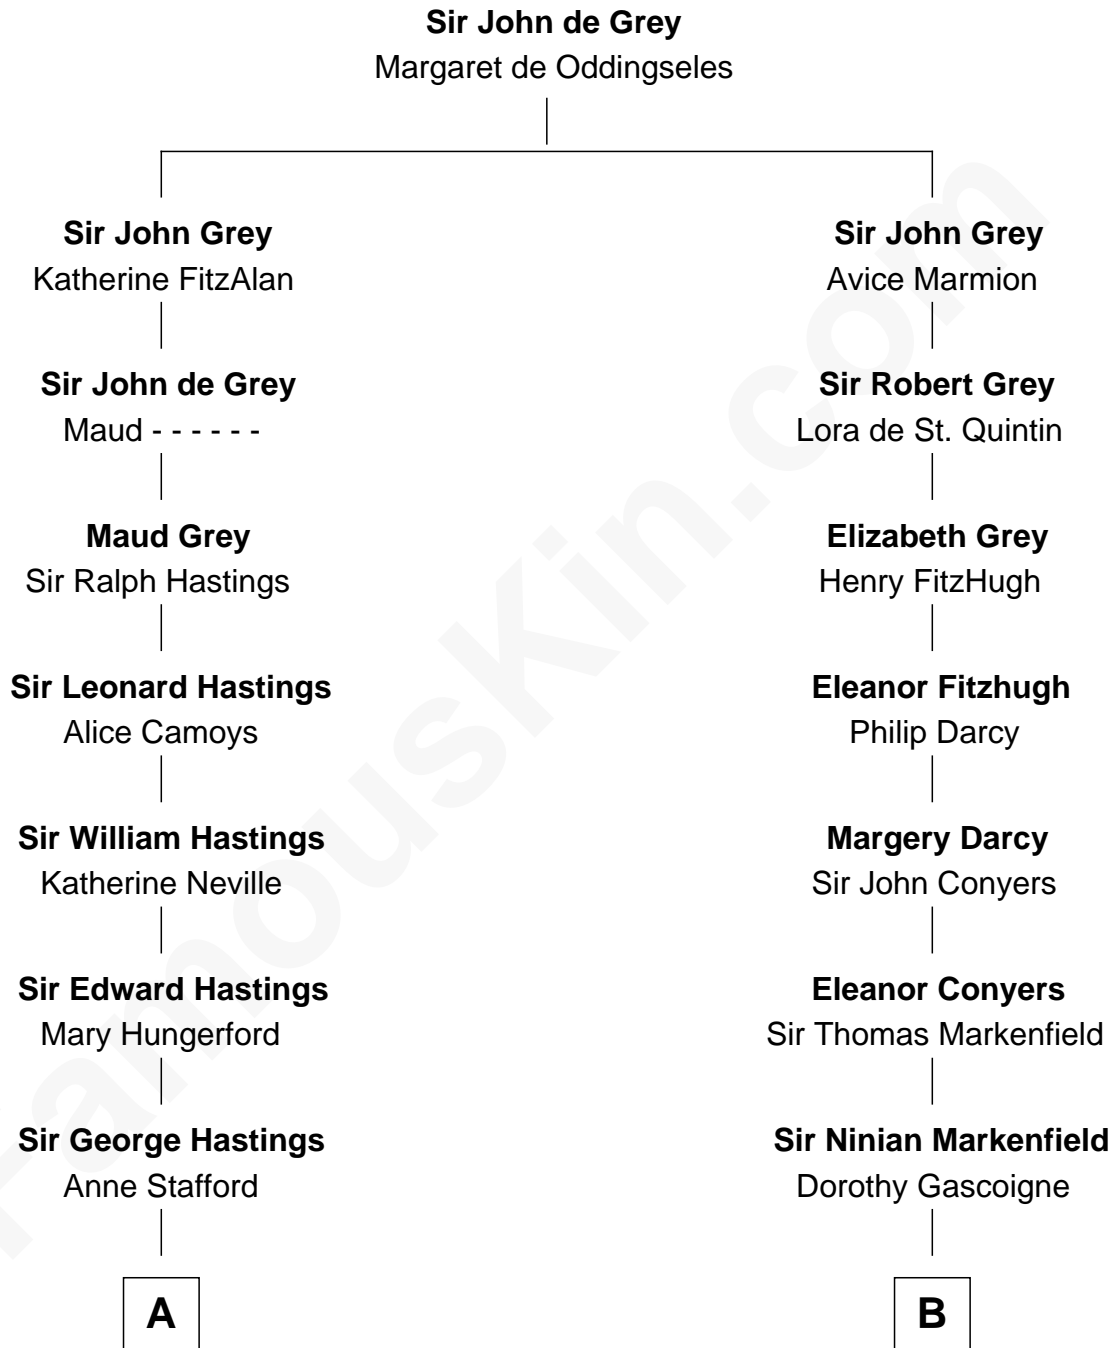 Sir John de Grey
Margaret de Oddingseles
Sir John Grey
Katherine FitzAlan
Sir John de Grey
Maud - - - - - -
Maud Grey
Sir Ralph Hastings
Sir Leonard Hastings
Alice Camoys
Sir William Hastings
Katherine Neville
Sir Edward Hastings
Mary Hungerford
Sir George Hastings
Anne Stafford
A
Sir John Grey
Avice Marmion
Sir Robert Grey
Lora de St. Quintin
Elizabeth Grey
Henry FitzHugh
Eleanor Fitzhugh
Philip Darcy
Margery Darcy
Sir John Conyers
Eleanor Conyers
Sir Thomas Markenfield
Sir Ninian Markenfield
Dorothy Gascoigne
B
FamousKin.com